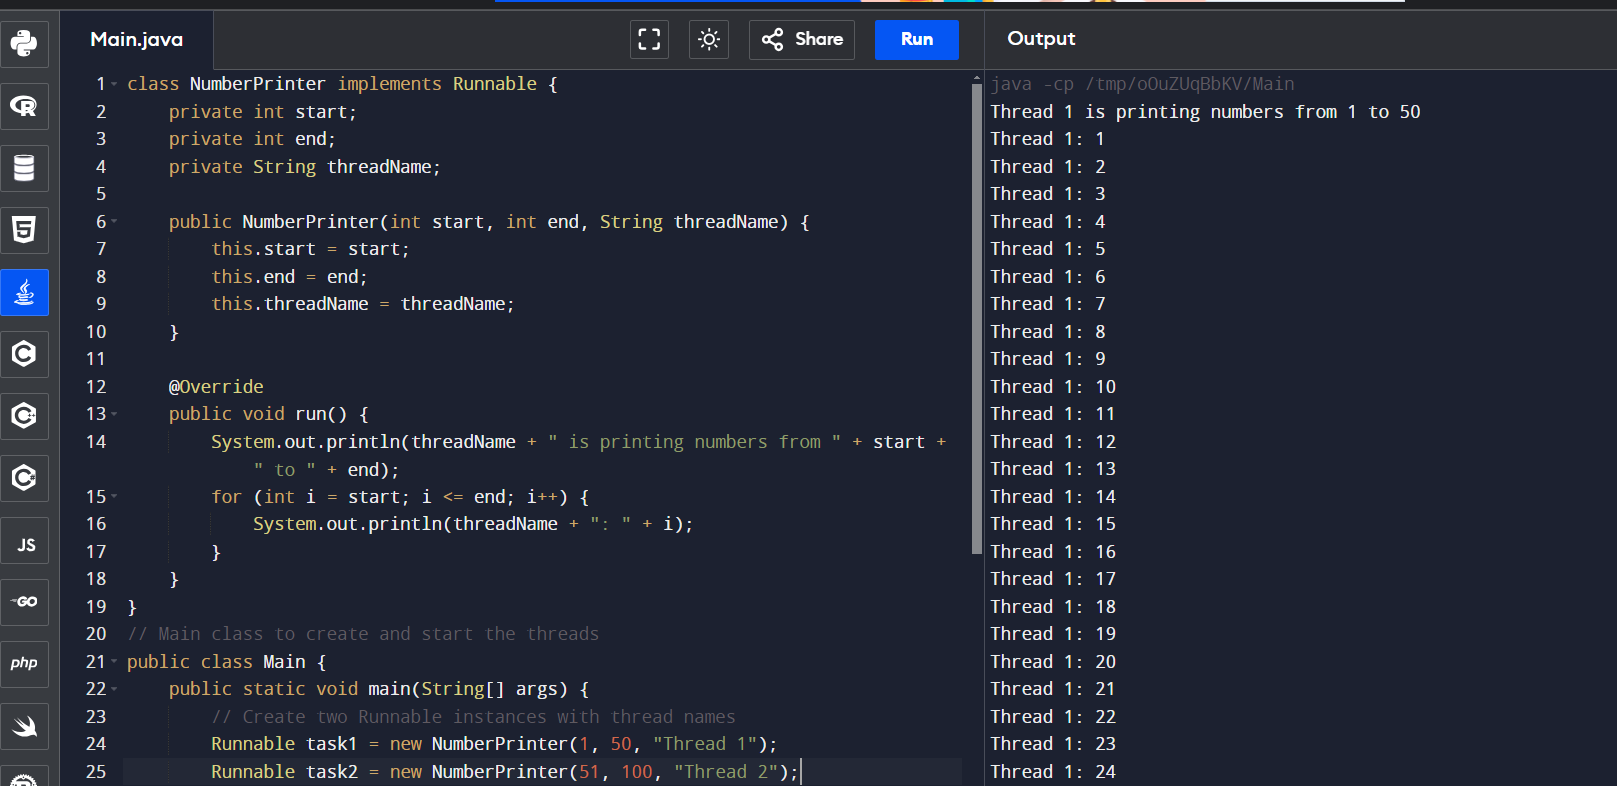 Main.java
Share
Run
Output
1 class NumberPrinter implements Runnable {
2     private int start;
3     private int end;
4     private String threadName;
5
6     public NumberPrinter(int start, int end, String threadName) {
7         this.start = start;
8         this.end = end;
9         this.threadName = threadName;
10     }
11
12     @Override
13     public void run() {
14         System.out.println(threadName + " is printing numbers from " + start +
" to " + end);
15         for (int i = start; i <= end; i++) {
16             System.out.println(threadName + ": " + i);
17         }
18     }
19 }
20 // Main class to create and start the threads
21 public class Main {
22     public static void main(String[] args) {
23         // Create two Runnable instances with thread names
24         Runnable task1 = new NumberPrinter(1, 50, "Thread 1");
25         Runnable task2 = new NumberPrinter(51, 100, "Thread 2");
java -cp /tmp/oOuZUqBbKV/Main
Thread 1 is printing numbers from 1 to 50
Thread 1: 1
Thread 1: 2
Thread 1: 3
Thread 1: 4
Thread 1: 5
Thread 1: 6
Thread 1: 7
Thread 1: 8
Thread 1: 9
Thread 1: 10
Thread 1: 11
Thread 1: 12
Thread 1: 13
Thread 1: 14
Thread 1: 15
Thread 1: 16
Thread 1: 17
Thread 1: 18
Thread 1: 19
Thread 1: 20
Thread 1: 21
Thread 1: 22
Thread 1: 23
Thread 1: 24
R
5
C
C++
C#
JS
GO
php